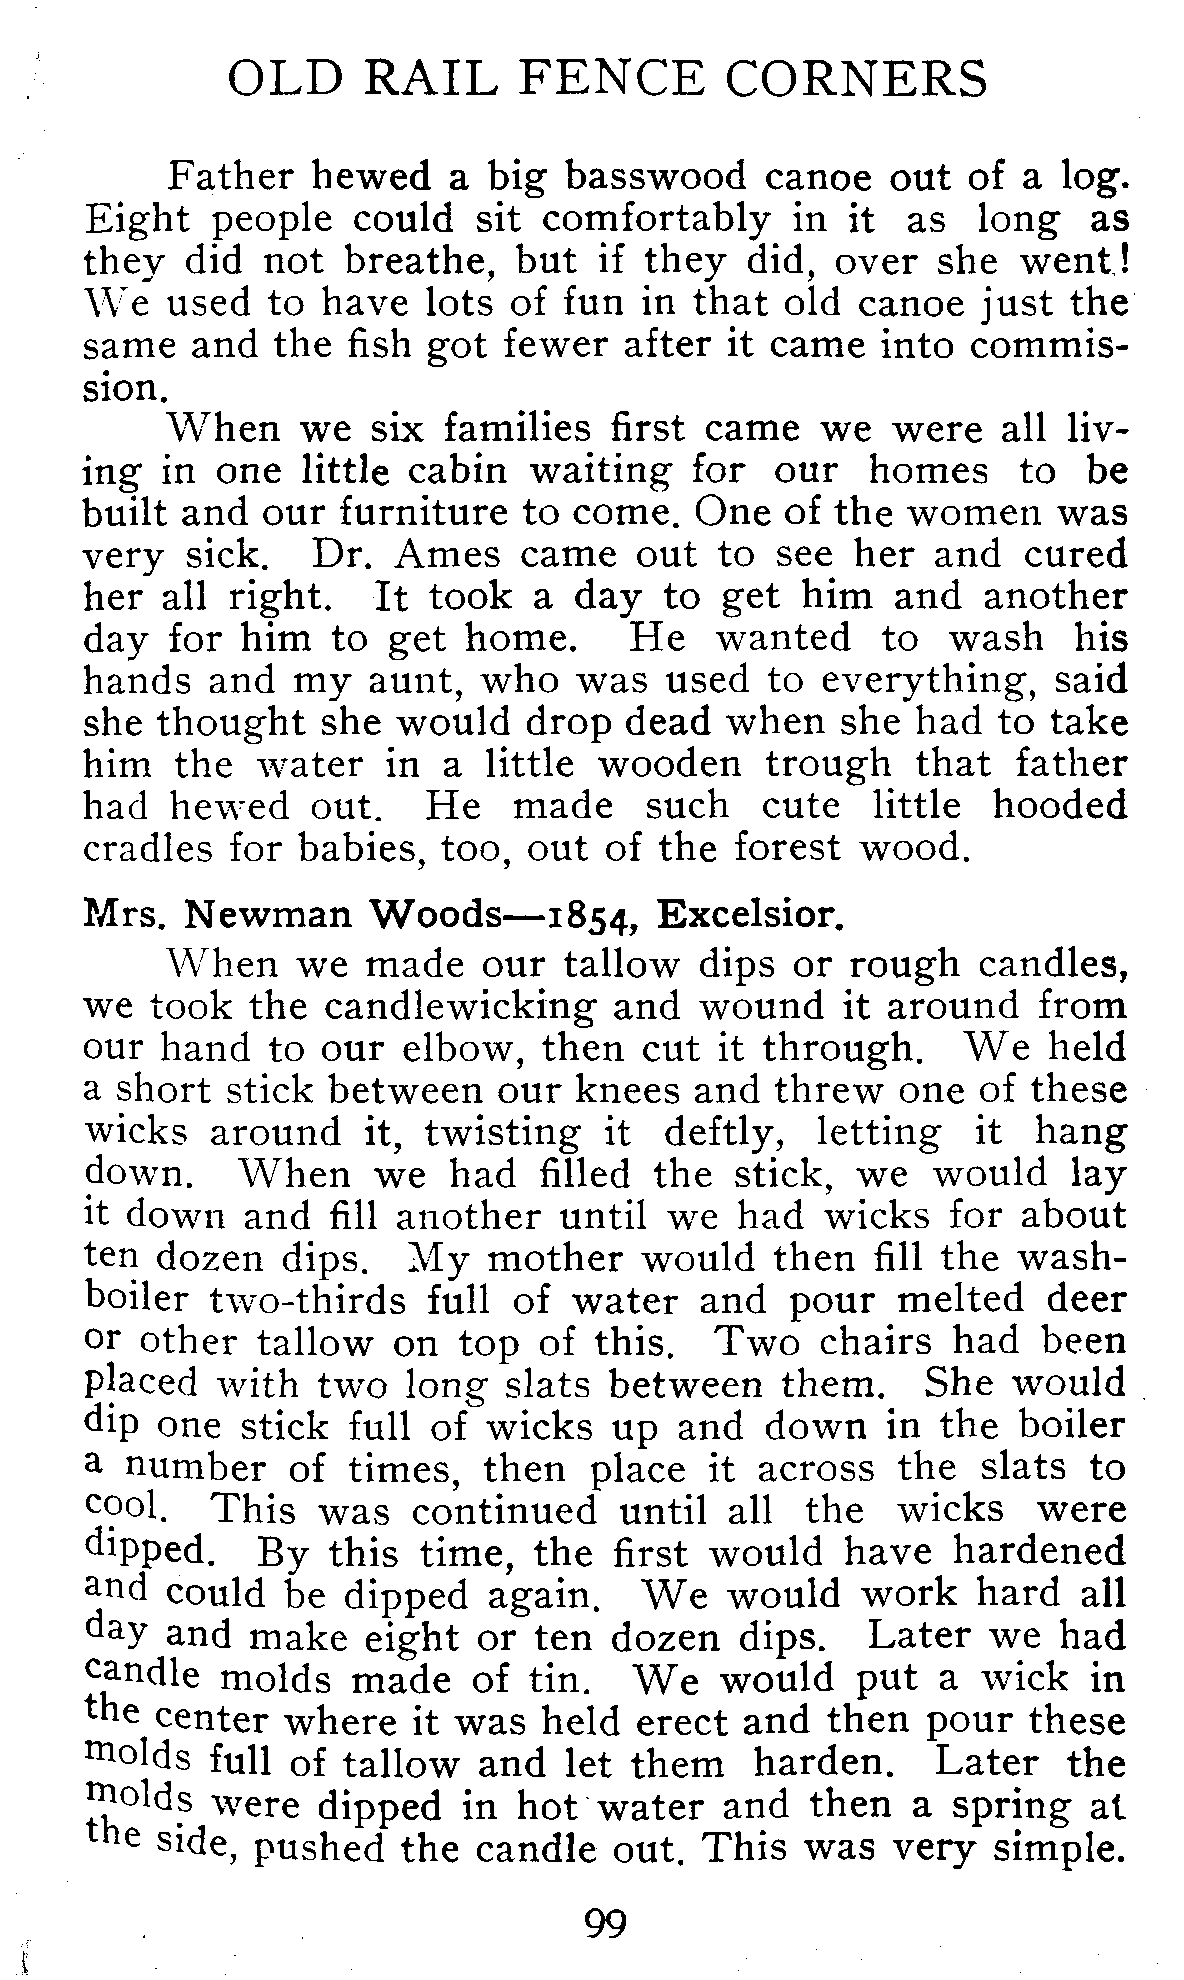 OLD RAIL FENCE CORNERS
Father hewed a big basswood canoe out of a log.
Eight people could sit comfortably in it as long as
they did not breathe, but if they did, over she went!
We used to have lots of fun in that old canoe just the
same and the fish got fewer after it came into commis-
sion.
When we six families first came we were all liv-
ing in one little cabin waiting for our homes to be
built and our furniture to come. One of the women was
very sick. Dr. Ames came out to see her and cured
her all right. It took a day to get him and another
day for him to get home. He wanted to wash his
hands and my aunt, who was used to everything, said
she thought she would drop dead when she had to take
him the water in a little wooden trough that father
had hewed out. He made such cute little hooded
cradles for babies, too, out of the forest wood.
Mrs. Newman Woods—1854, Excelsior.
When we made our tallow dips or rough candles,
we took the candlewicking and wound it around from
our hand to our elbow, then cut it through. We held
a short stick between our knees and threw one of these
wicks around it, twisting it deftly, letting it hang
down. When we had filled the stick, we would lay
it down and fill another until we had wicks for about
ten dozen dips. My mother would then fill the wash-
boiler two-thirds full of water and pour melted deer
or other tallow on top of this. Two chairs had been
placed with two long slats between them. She would
dip one stick full of wicks up and down in the boiler
a number of times, then place it across the slats to
cool. This was continued until all the wicks were
dipped. By this time, the first would have hardened
and could be dipped again. We would work hard all
day and make eight or ten dozen dips. Later we had
candle molds made of tin. We would put a wick in
the center where it was held erect and then pour these
molds full of tallow and let them harden. Later the
molds were dipped in hot water and then a spring at
the side, pushed the candle out. This was very simple.
99